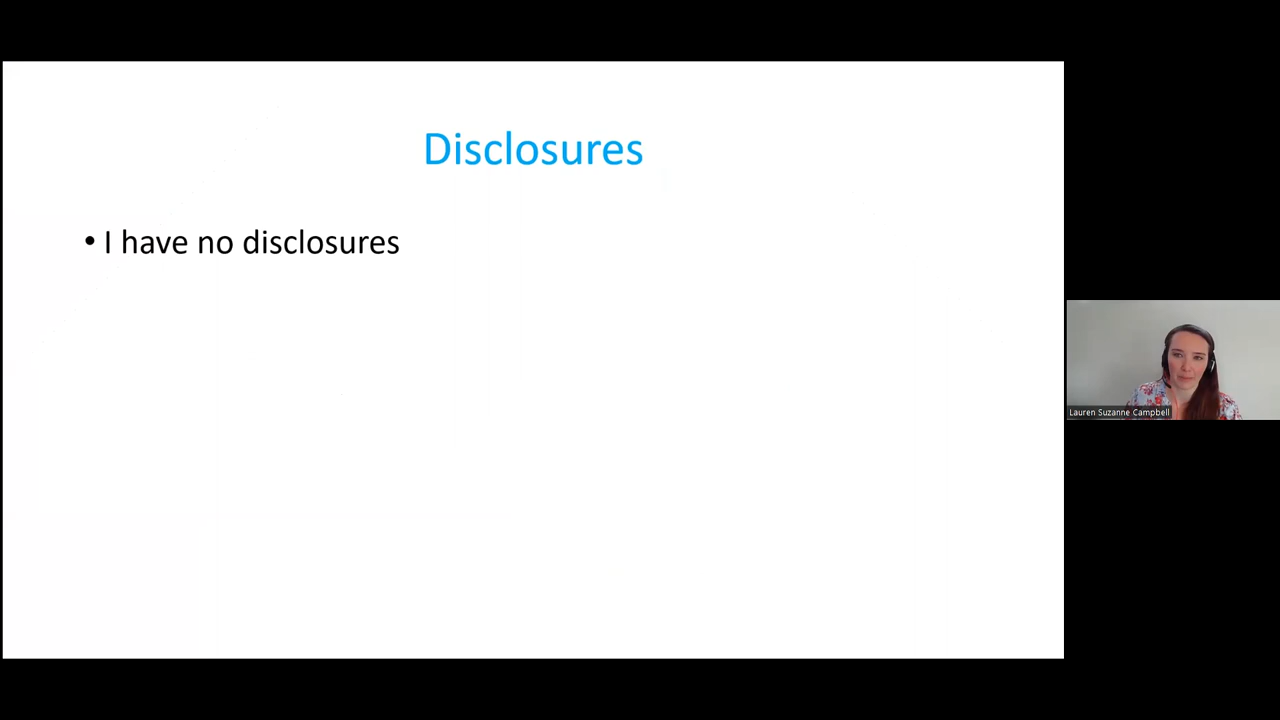 Disclosures
• I have no disclosures
Lauren Suzanne Campbell